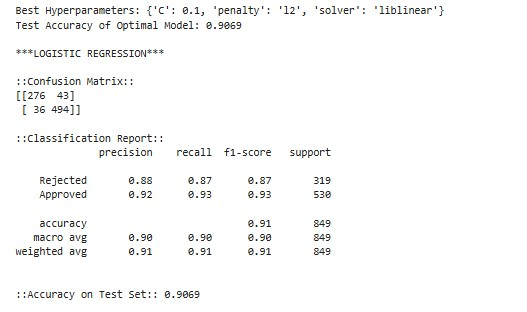 Best Hyperparameters: {'C': 0.1, 'penalty': 'l2', 'solver': 'liblinear'}
Test Accuracy of Optimal Model: 0.9069
***LOGISTIC REGRESSION***
::Confusion Matrix::
[[276  43]
 [ 36 494]]
::Classification Report::
              precision    recall  f1-score   support
    Rejected       0.88      0.87      0.87       319
    Approved       0.92      0.93      0.93       530
    accuracy                           0.91       849
   macro avg       0.90      0.90      0.90       849
weighted avg       0.91      0.91      0.91       849
::Accuracy on Test Set:: 0.9069